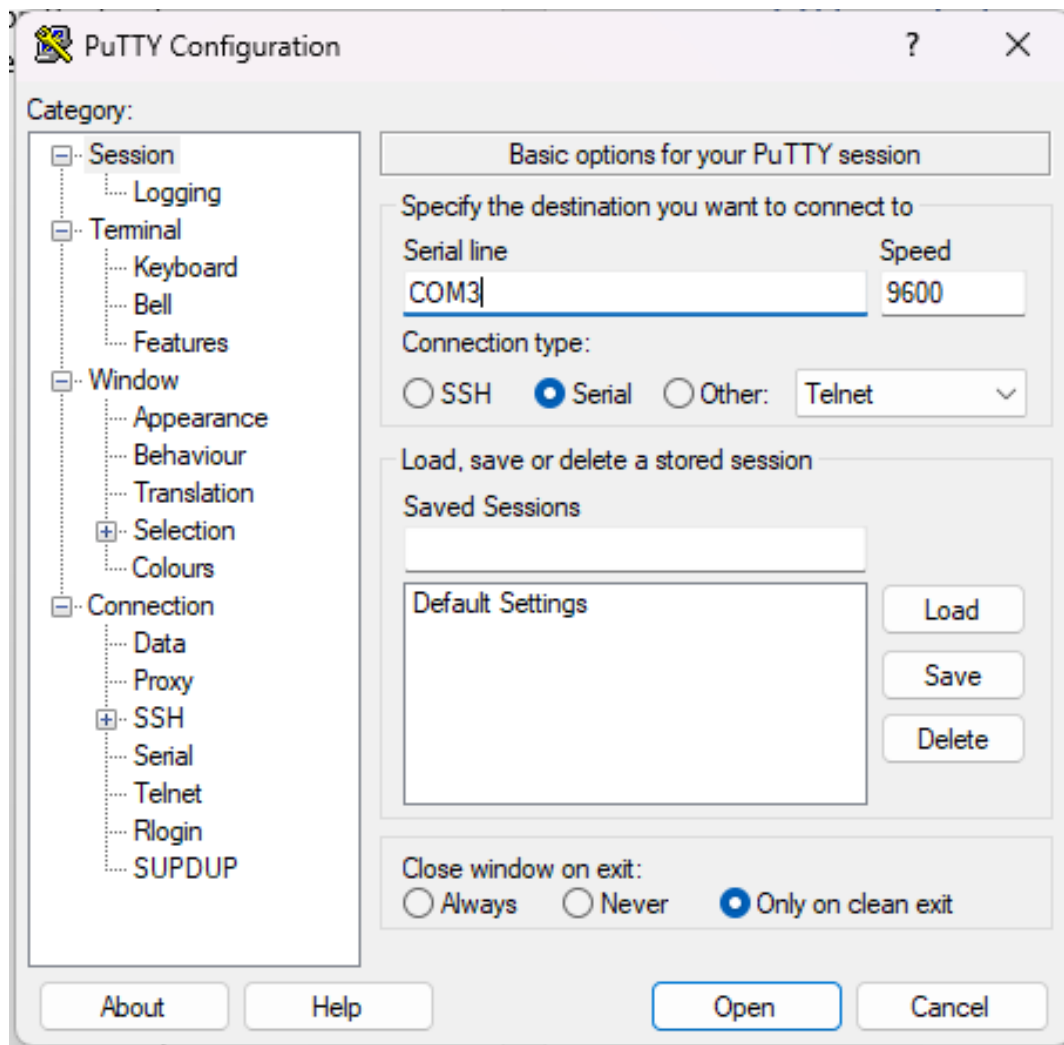 PuTTY Configuration
?
Category:
Session
Logging
Terminal
Keyboard
Bell
Features
Window
Appearance
Behaviour
Translation
Selection
Colours
Connection
Data
Proxy
SSH
Serial
Telnet
Rlogin
SUPDUP
Basic options for your PuTTY session
Specify the destination you want to connect to
Serial line Speed
COM3 9600
Connection type:
SSH Serial Other: Telnet
Load, save or delete a stored session
Saved Sessions
Default Settings
Load
Save
Delete
Close window on exit:
Always Never Only on clean exit
About Help Open Cancel